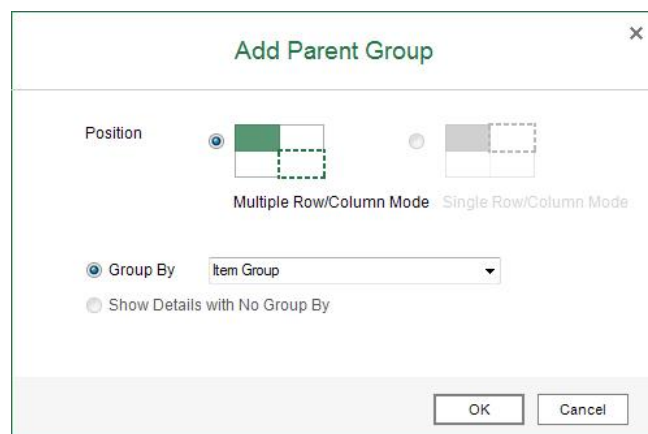 Add Parent Group
Position
Multiple Row/Column Mode Single Row/Column Mode
Group By Item Group
Show Details with No Group By
OK Cancel